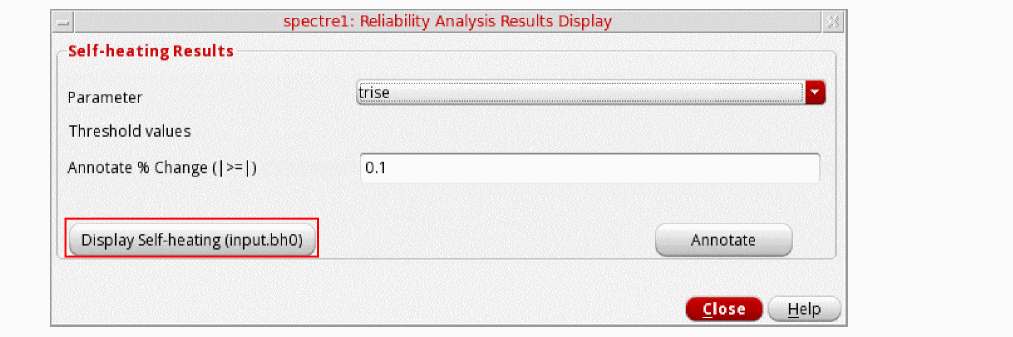 spectre1: Reliability Analysis Results Display
Self-heating Results
Parameter
trise
Threshold values
Annotate % Change (|>=|)
0.1
Display Self-heating (input.bh0)
Annotate
Close
Help